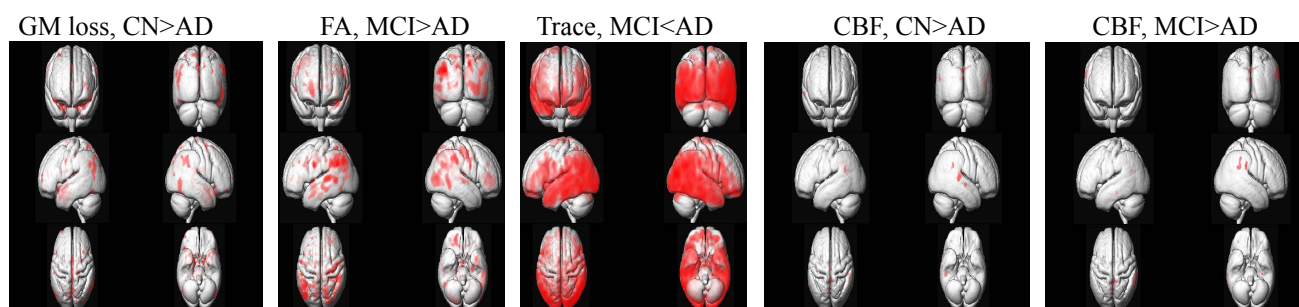 GM loss, CN>AD
FA, MCI>AD
Trace, MCI<AD
CBF, CN>AD
CBF, MCI>AD